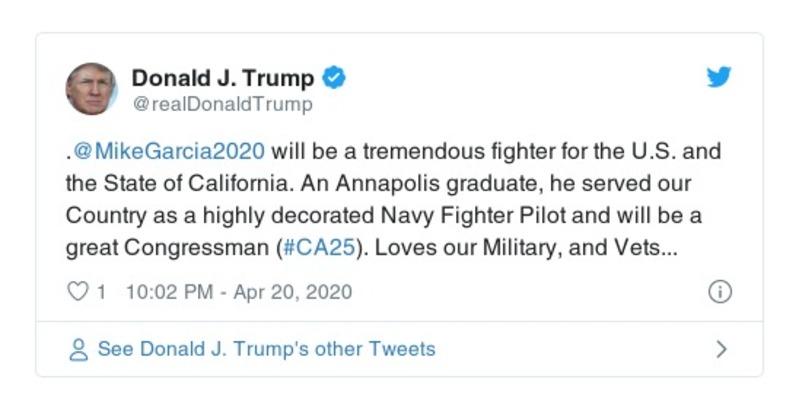 Donald J. Trump
@realDonaldTrump
.@MikeGarcia2020 will be a tremendous fighter for the U.S. and
the State of California. An Annapolis graduate, he served our
Country as a highly decorated Navy Fighter Pilot and will be a
great Congressman (#CA25). Loves our Military, and Vets...
1 10:02 PM - Apr 20, 2020
See Donald J. Trump's other Tweets